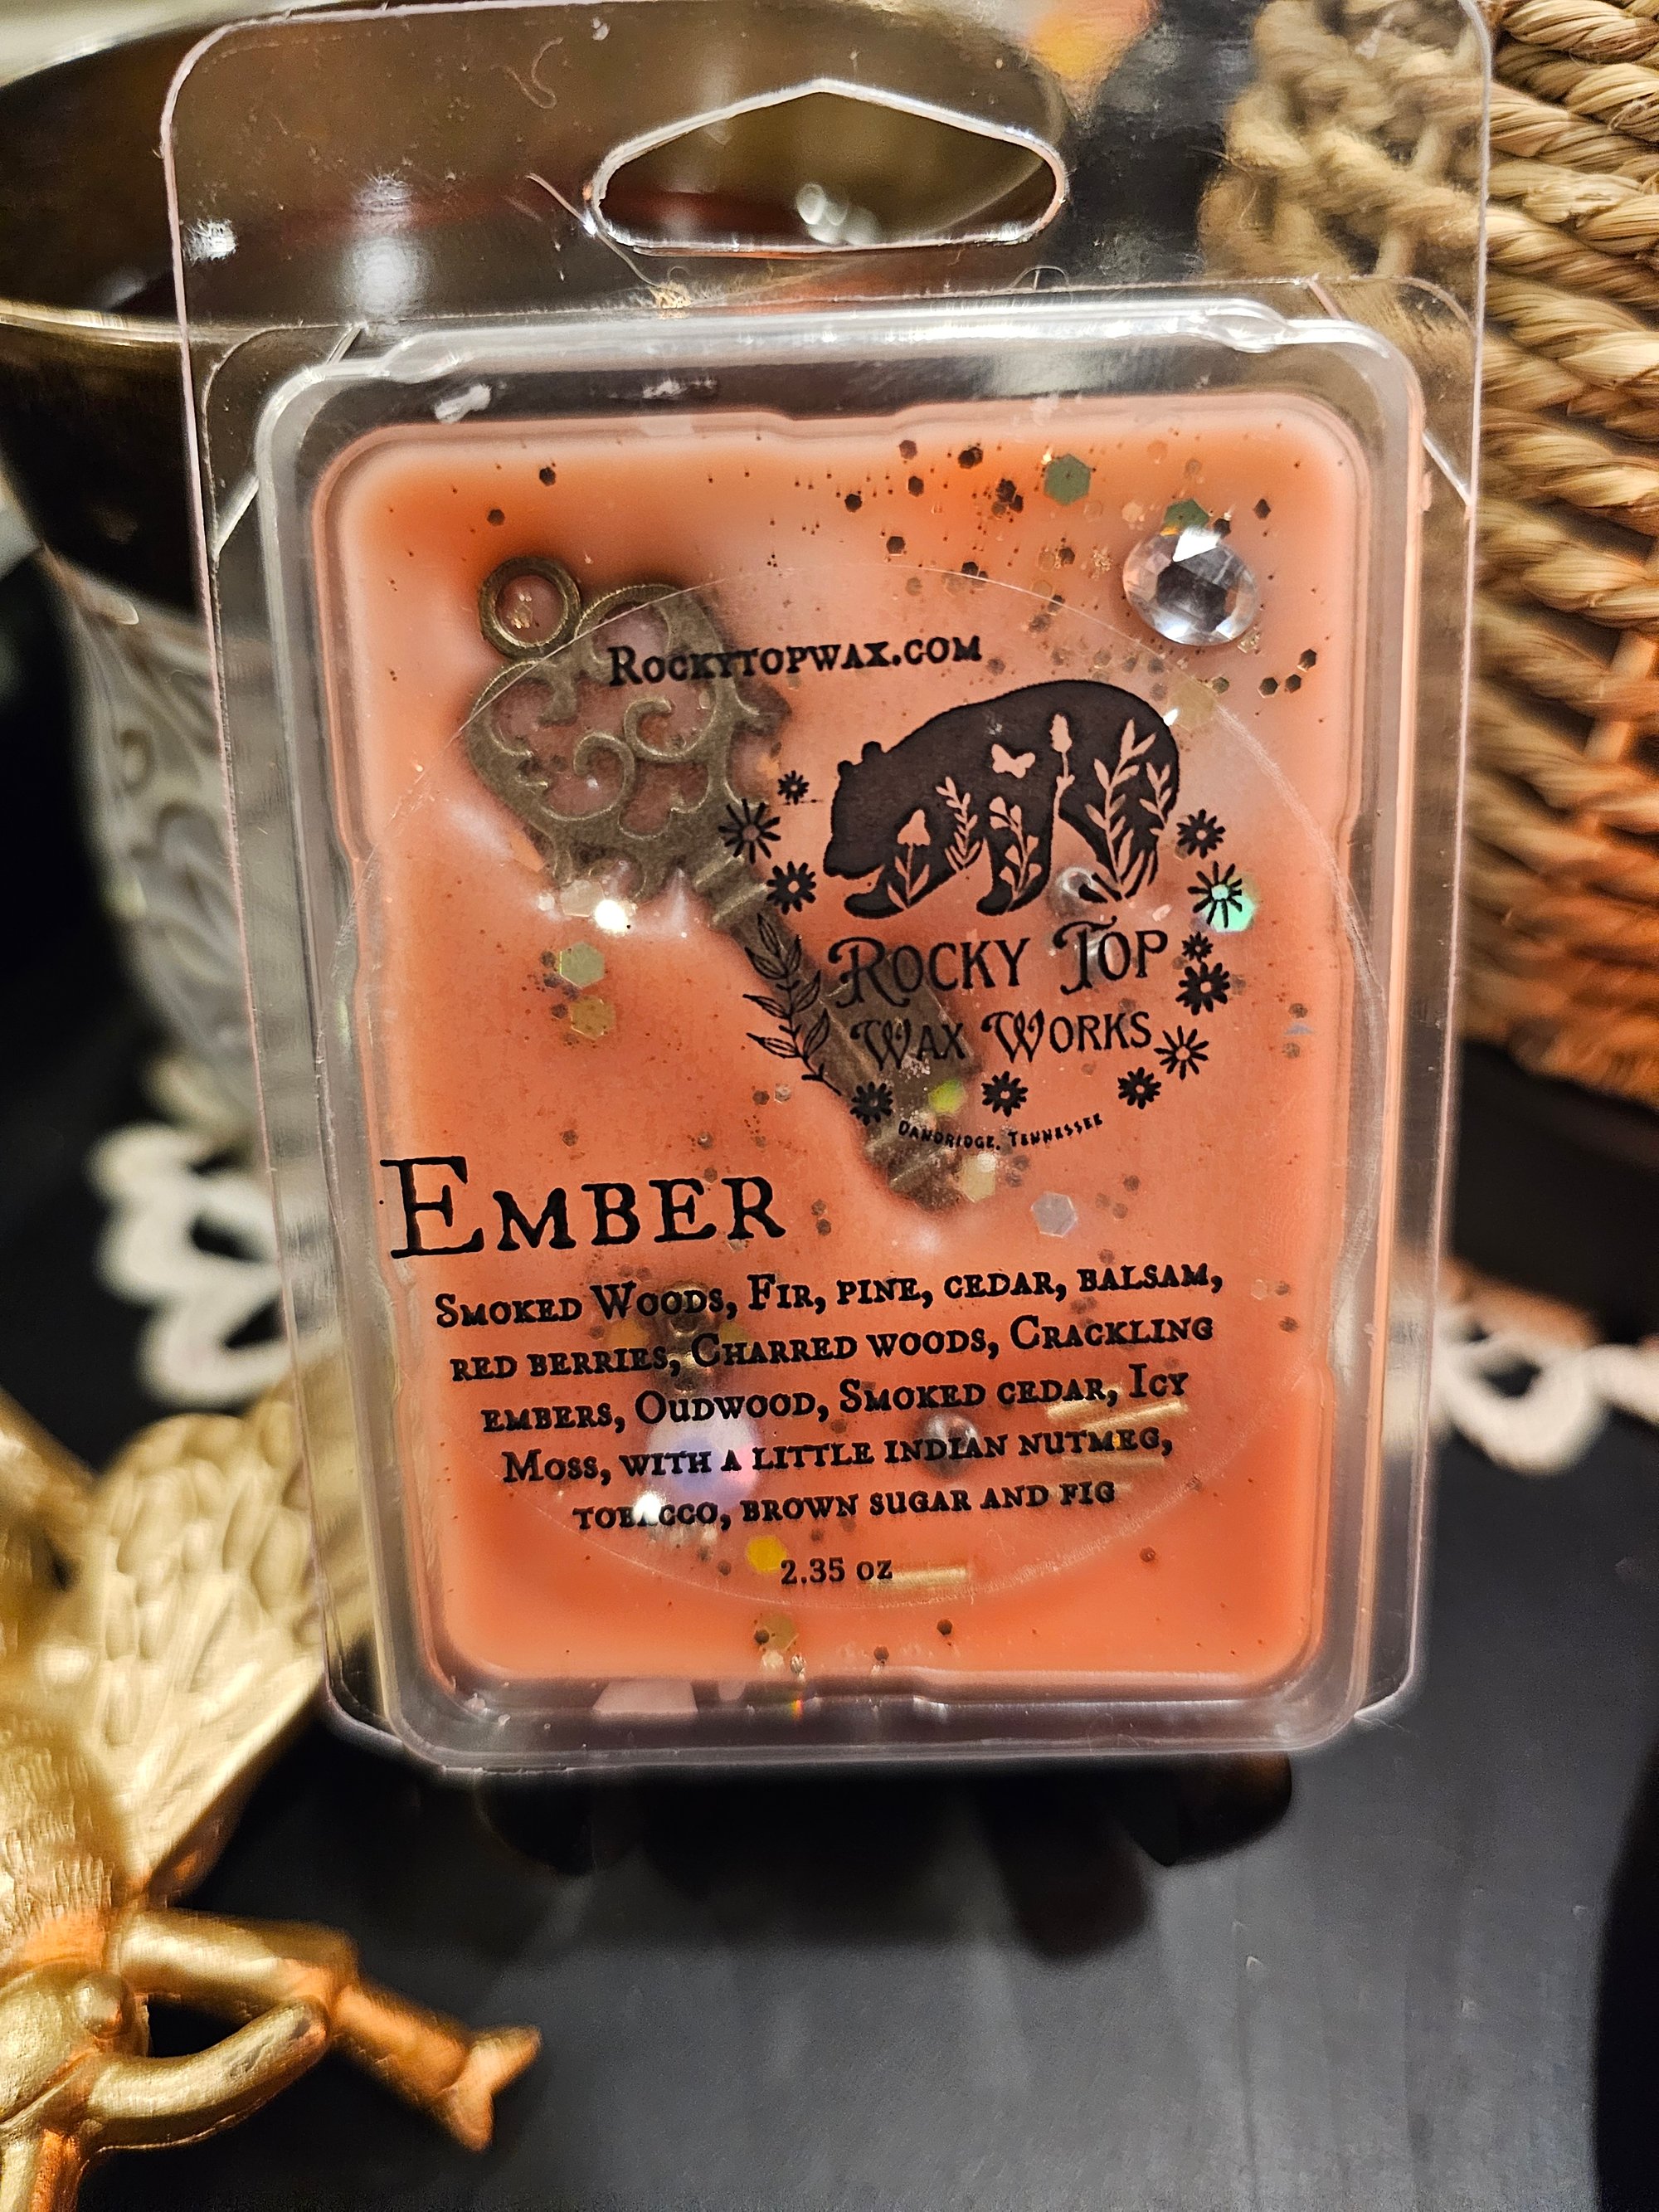 Rockytopwax.com
Rocky Top
Wax Works
Dandridge, Tennessee
Ember
Smoked Woods, Fir, pine, cedar, balsam,
red berries, Charred woods, Crackling
embers, Oudwood, Smoked cedar, Icy
Moss, with a little indian nutmeg,
tobacco, brown sugar and fig
2.35 oz